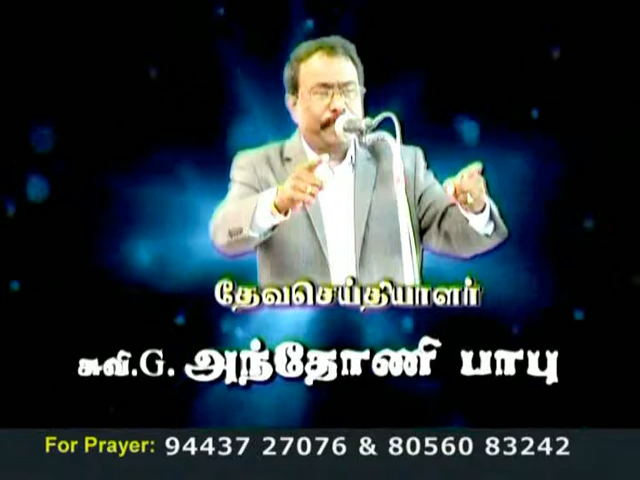 தேவசெய்தியாளர்
சுவி.G. அந்தோணி பாபு
For Prayer: 94437 27076 & 80560 83242